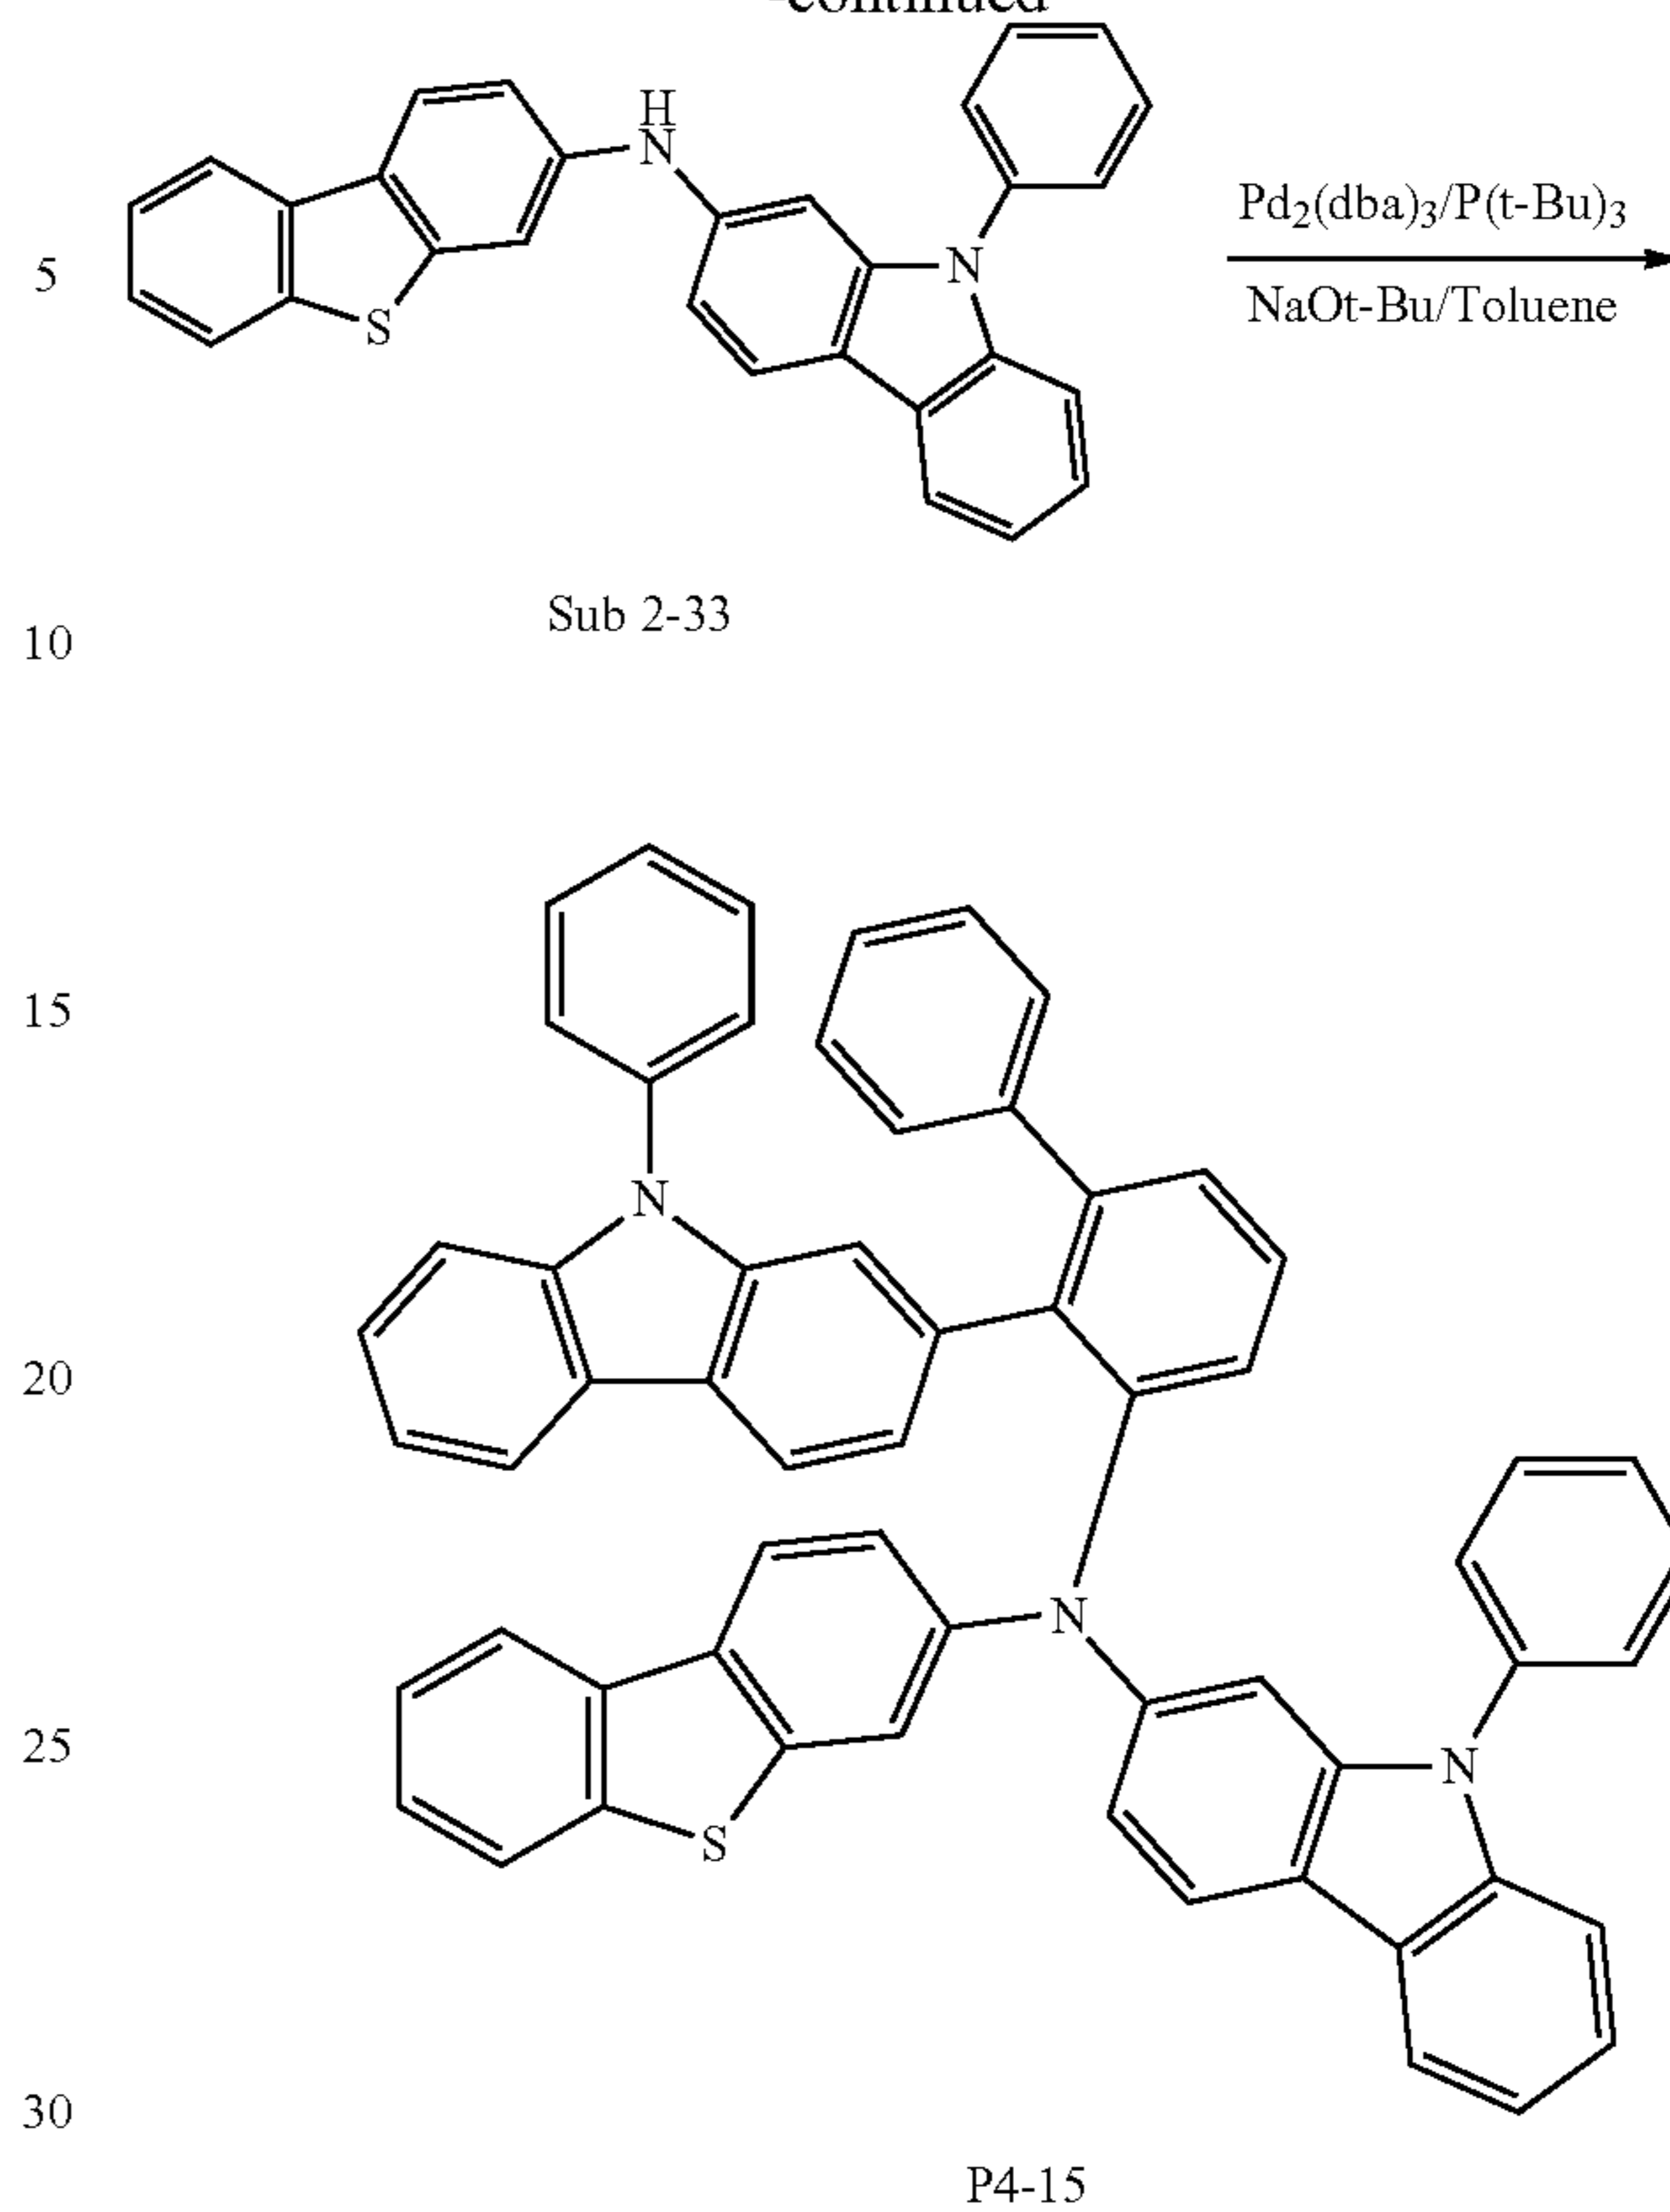 -continued
H
N
N
S
Pd2(dba)3/P(t-Bu)3
NaOt-Bu/Toluene
5
Sub 2-33
10
15
N
20
N
25
N
S
30
P4-15